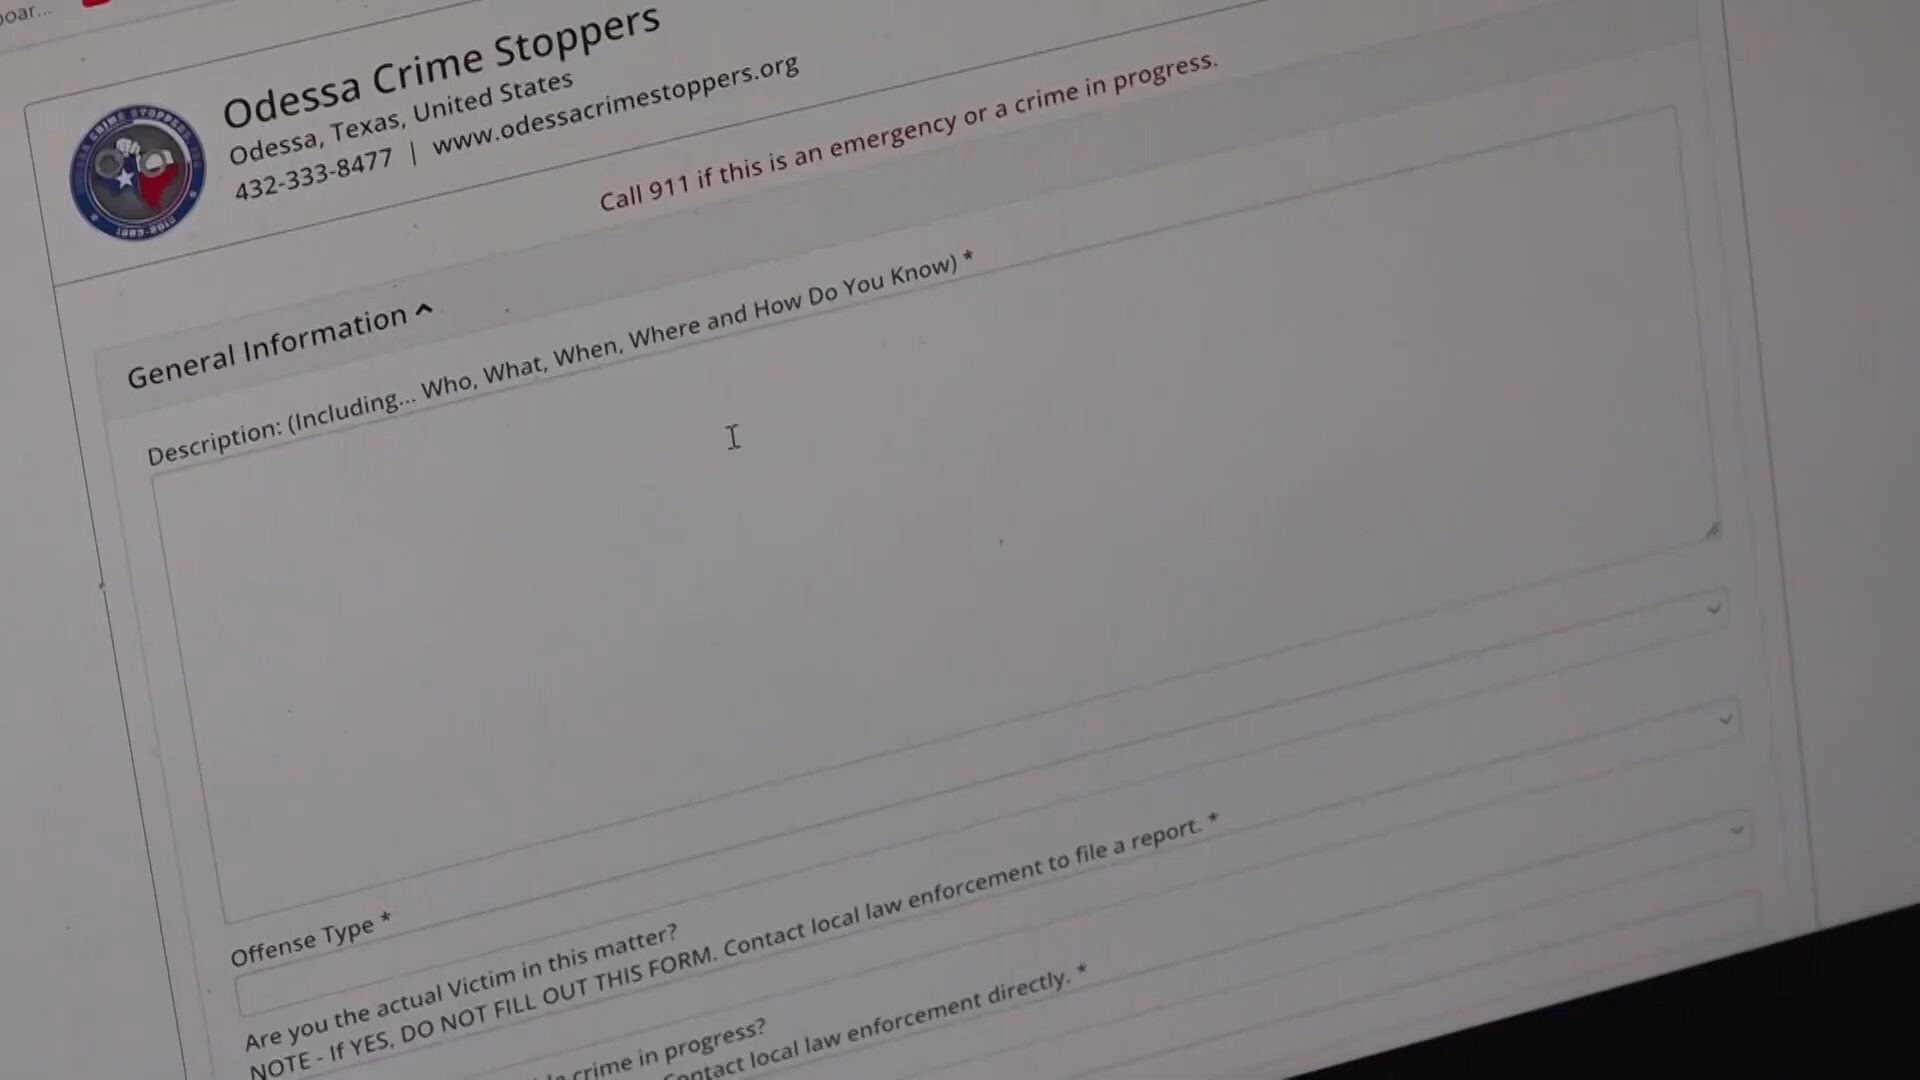 Odessa Crime Stoppers
Odessa, Texas, United States
432-333-8477 | www.odessacrimestoppers.org
Call 911 if this is an emergency or a crime in progress.
General Information
Description: (Including... Who, What, When, Where and How Do You Know) *
Offense Type *
Are you the actual Victim in this matter?
NOTE - If YES, DO NOT FILL OUT THIS FORM. Contact local law enforcement to file a report. *
crime in progress?
Contact local law enforcement directly. *